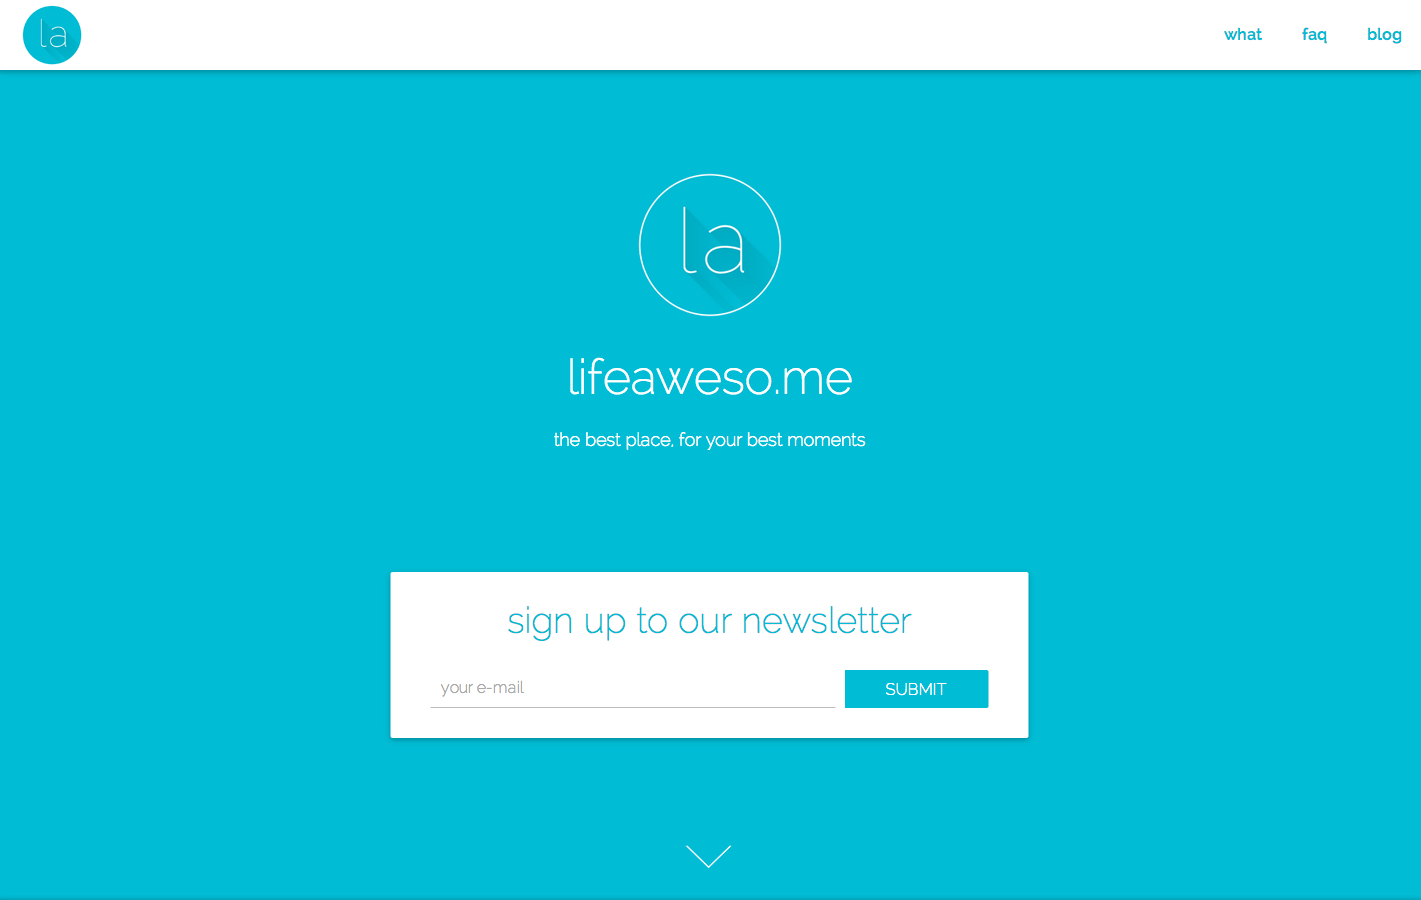 la
what faq blog
la
lifeaweso.me
the best place, for your best moments
sign up to our newsletter
your e-mail
SUBMIT